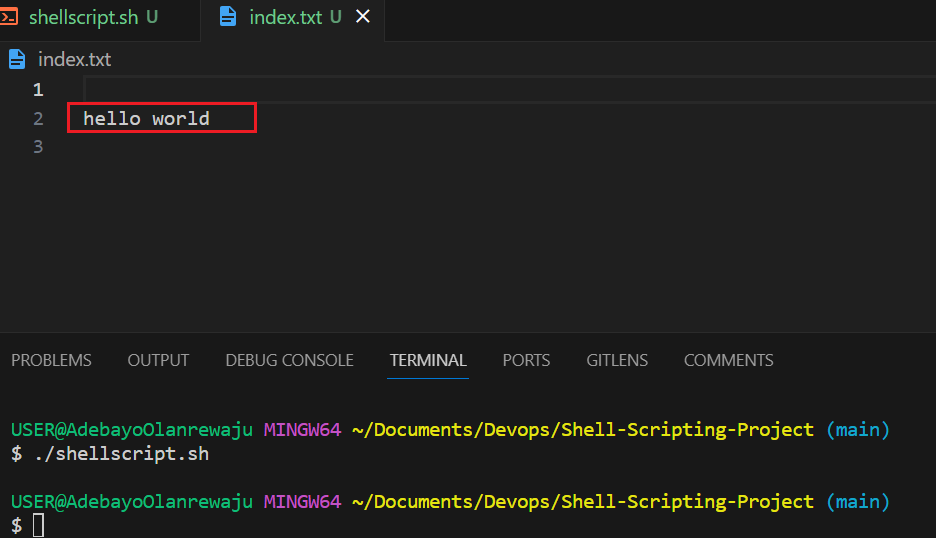 shellscript.sh U index.txt U
index.txt
1
2 hello world
3
PROBLEMS OUTPUT DEBUG CONSOLE TERMINAL PORTS GITLENS COMMENTS
USER@AdebayoOlanrewaju MINGW64 ~/Documents/Devops/Shell-Scripting-Project (main)
$ ./shellscript.sh
USER@AdebayoOlanrewaju MINGW64 ~/Documents/Devops/Shell-Scripting-Project (main)
$